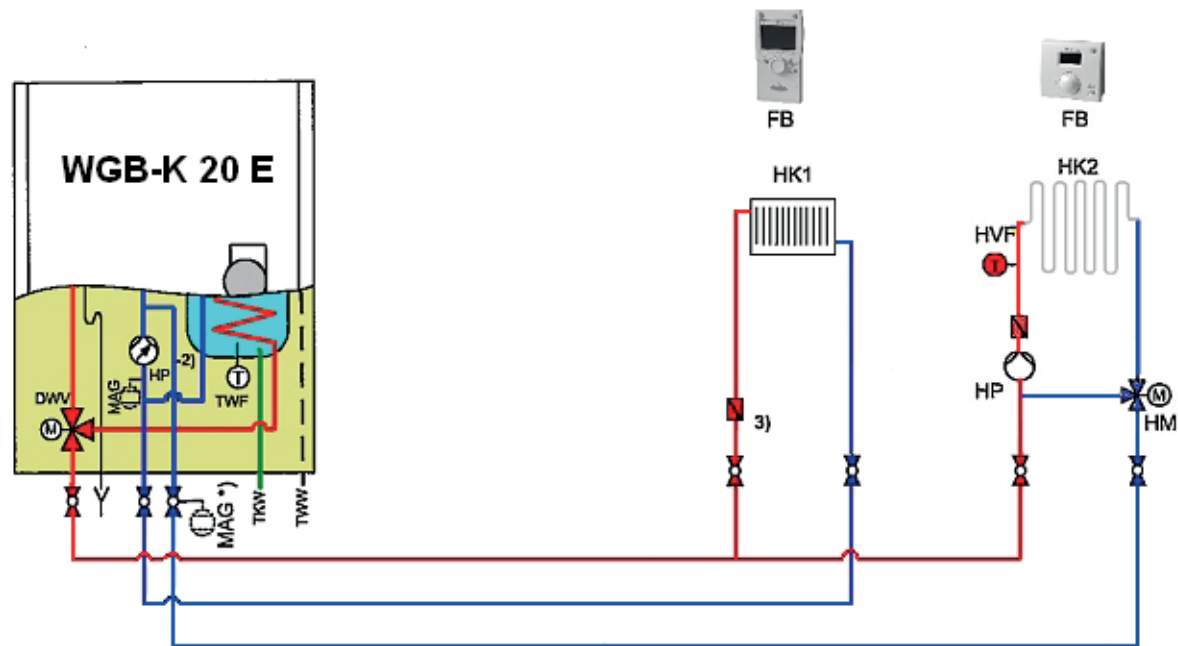 FB
FB
WGB-K 20 E
HK1
HK2
HVF
T
-2)
HP
MAG
DWV
T
TWF
M
3)
HP
M
HM
MAG *)
TKW
TWW